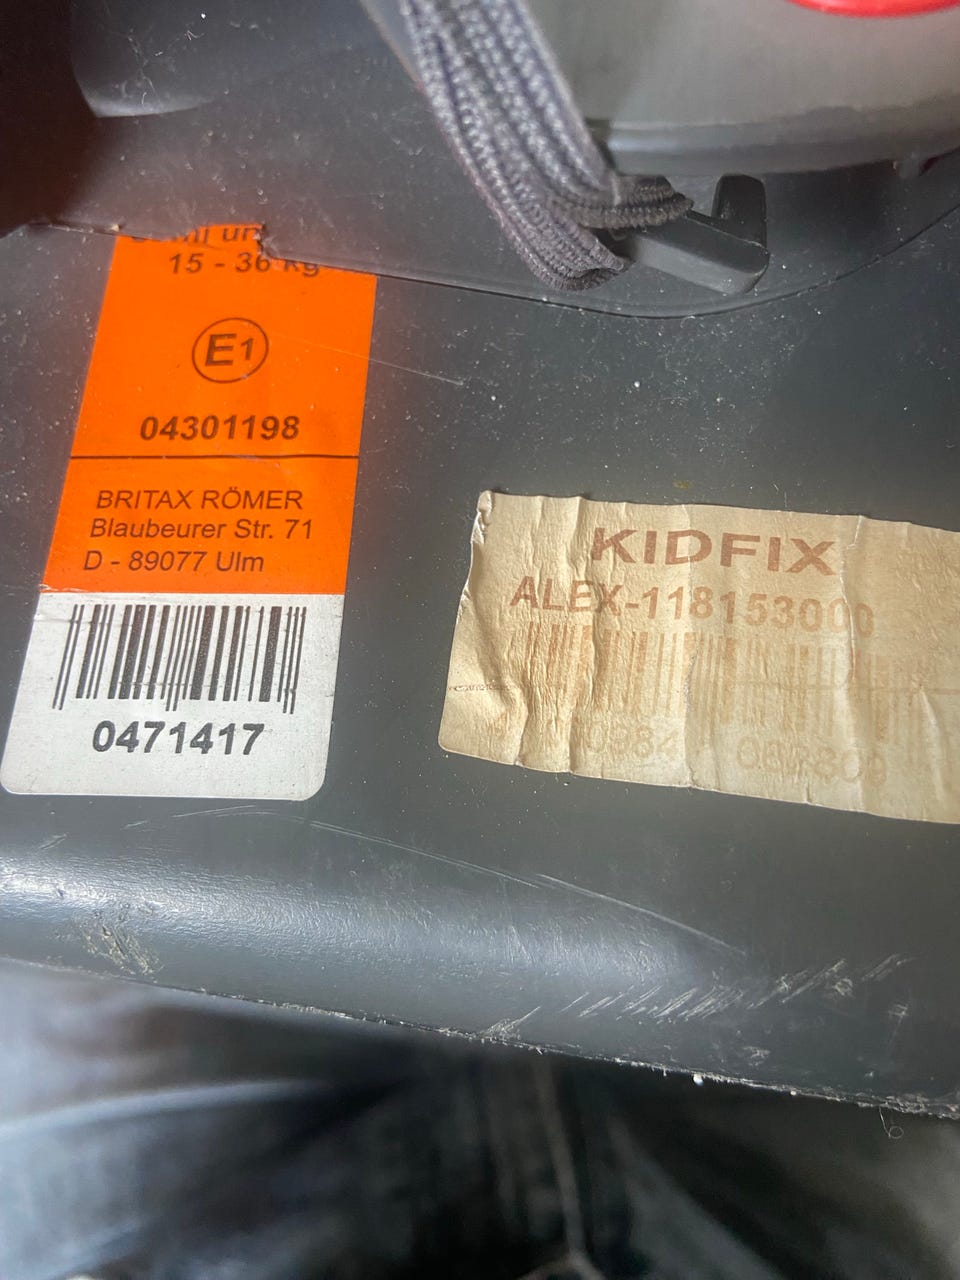 15 - 36 kg
E1
04301198
BRITAX RÖMER
Blaubeurer Str. 71
D - 89077 Ulm
0471417
KIDFIX
ALEX-118153000